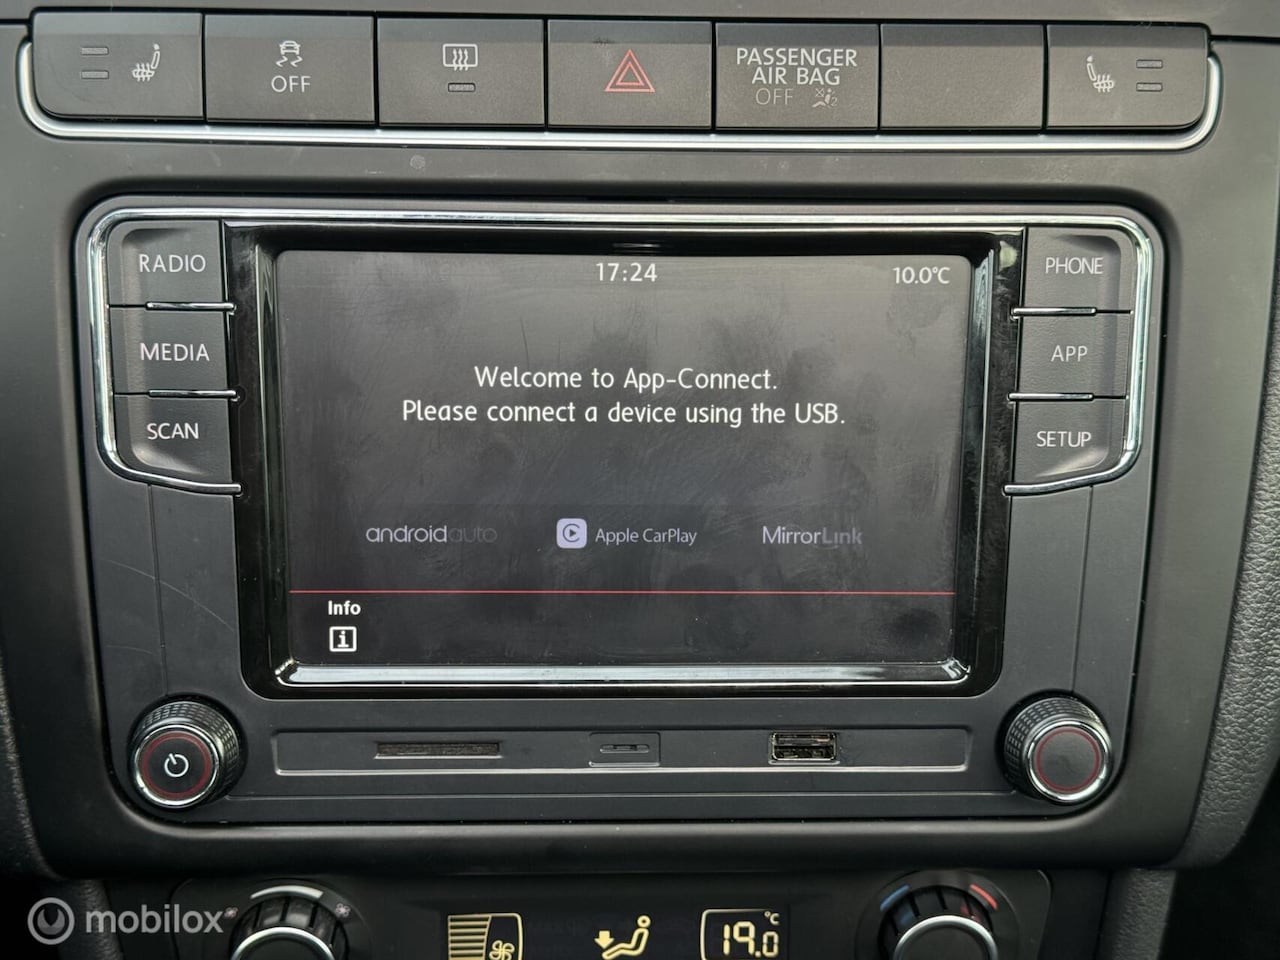 OFF
PASSENGER
AIR BAG
OFF
2
RADIO
MEDIA
SCAN
17:24
10.0°C
Welcome to App-Connect.
Please connect a device using the USB.
androidauto
Apple CarPlay
MirrorLink
Info
i
PHONE
APP
SETUP
19.0 °C
mobilox